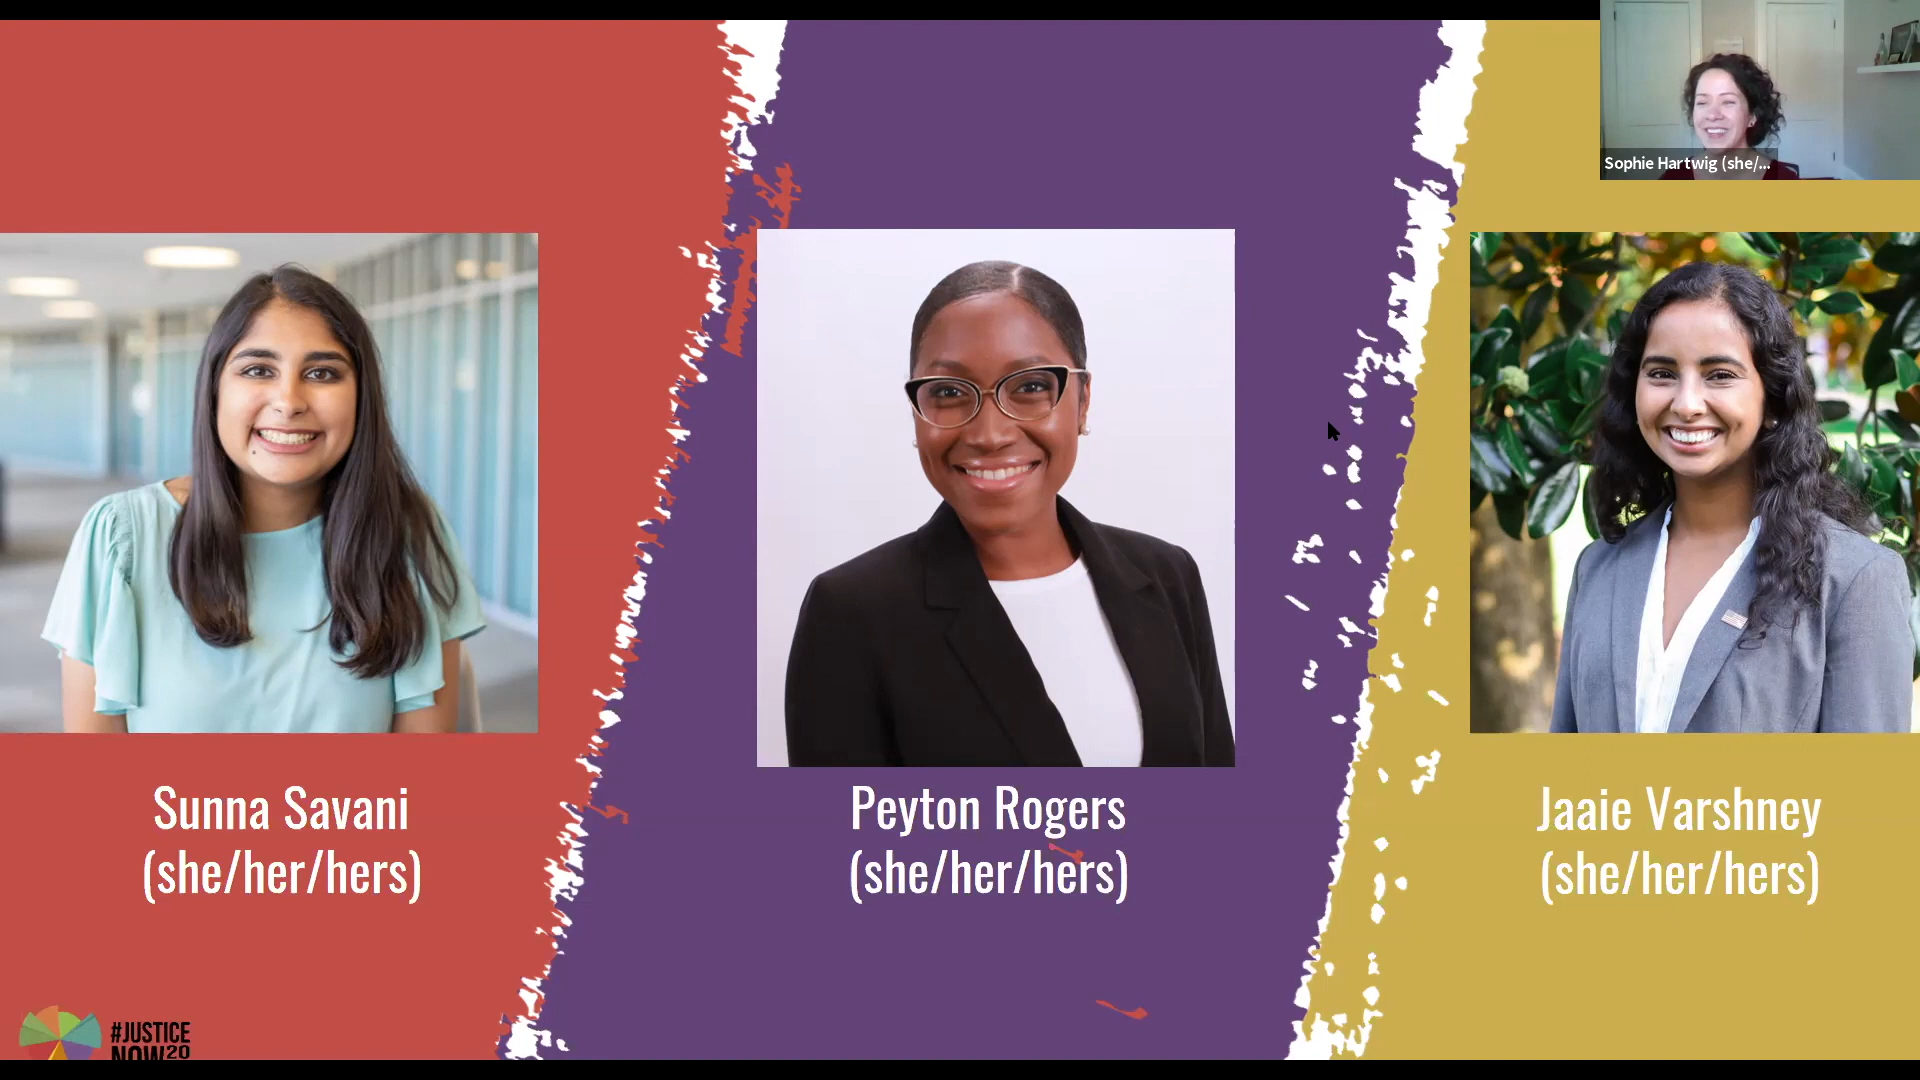 Sophie Hartwig (she/...
Sunna Savani
(she/her/hers)
Peyton Rogers
(she/her/hers)
Jaaie Varshney
(she/her/hers)
#JUSTICE
NOW20